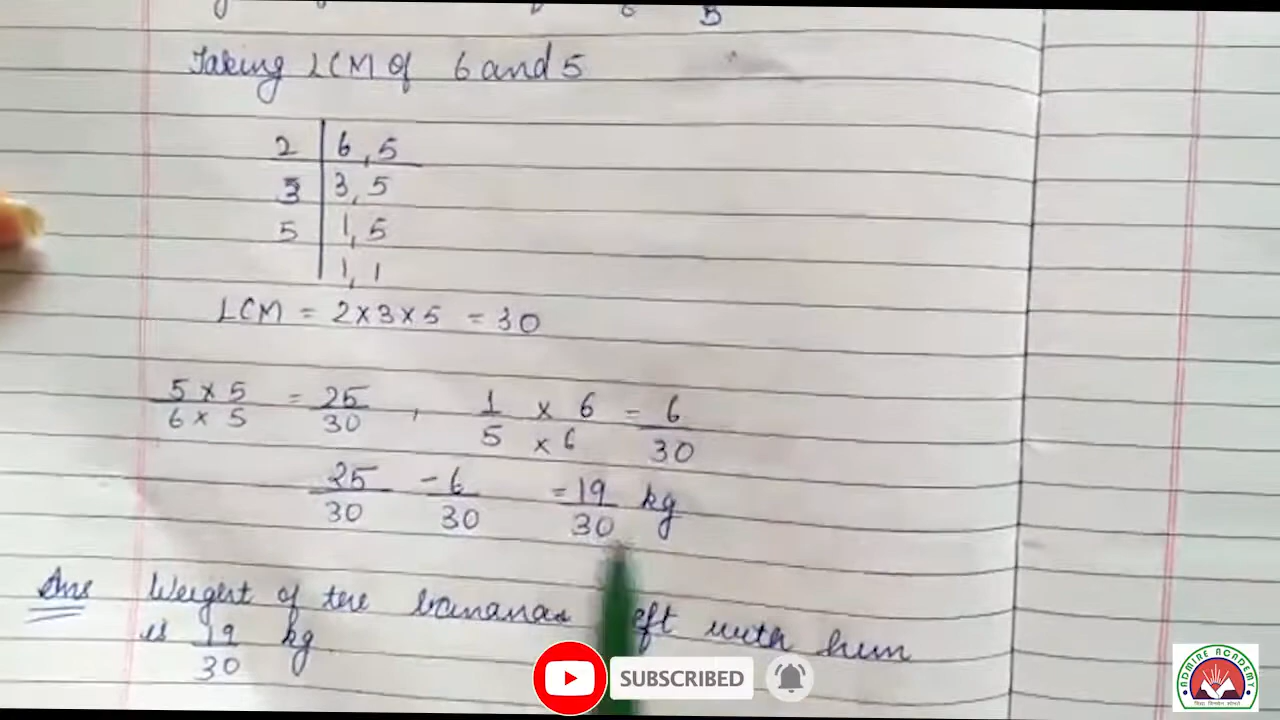 Taking LCM of 6 and 5
2 | 6, 5
3 | 3, 5
5 | 1, 5
1, 1
LCM = 2×3×5 = 30
5 × 5 / 6 × 5 = 25/30 , 1/5 × 6 / × 6 = 6/30
25/30 - 6/30 = 19/30 kg
Ans Weight of the bananas left with him
is 19/30 kg
SUBSCRIBED
ADMIRE ACADEMY